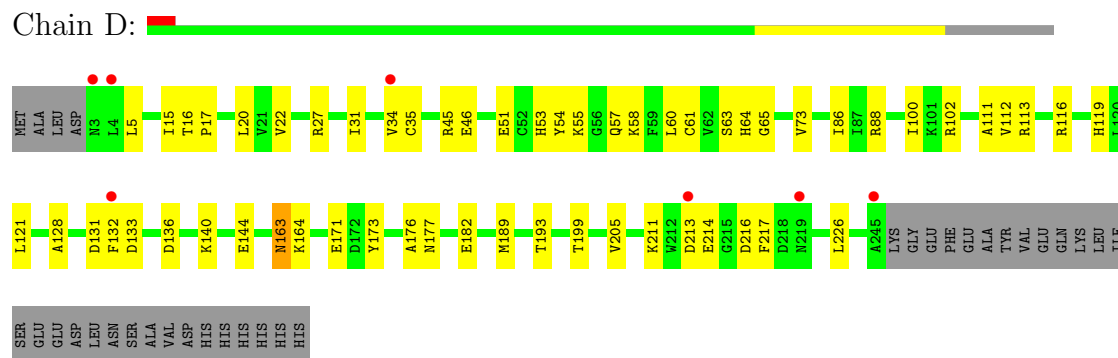 Chain D:
MET ALA LEU ASP N3 L4 L5 I15 T16 P17 L20 V21 V22 R27 I31 V34 C35 R45 E46 E51 C52 H53 Y54 K55 G56 Q57 K58 F59 L60 C61 V62 S63 H64 G65 V73 I86 I87 R88 I100 K101 R102 A111 V112 R113 R116 H119 L120
L121 A128 D131 F132 D133 D136 K140 E144 N163 K164 E171 D172 Y173 A176 N177 E182 M189 T193 T199 V205 K211 W212 D213 E214 G215 D216 F217 D218 N219 L226 A245 LYS GLY GLU PHE GLU ALA TYR VAL GLU GLN LYS LEU ILE
SER GLU GLU ASP LEU ASN SER ALA VAL ASP HIS HIS HIS HIS HIS HIS